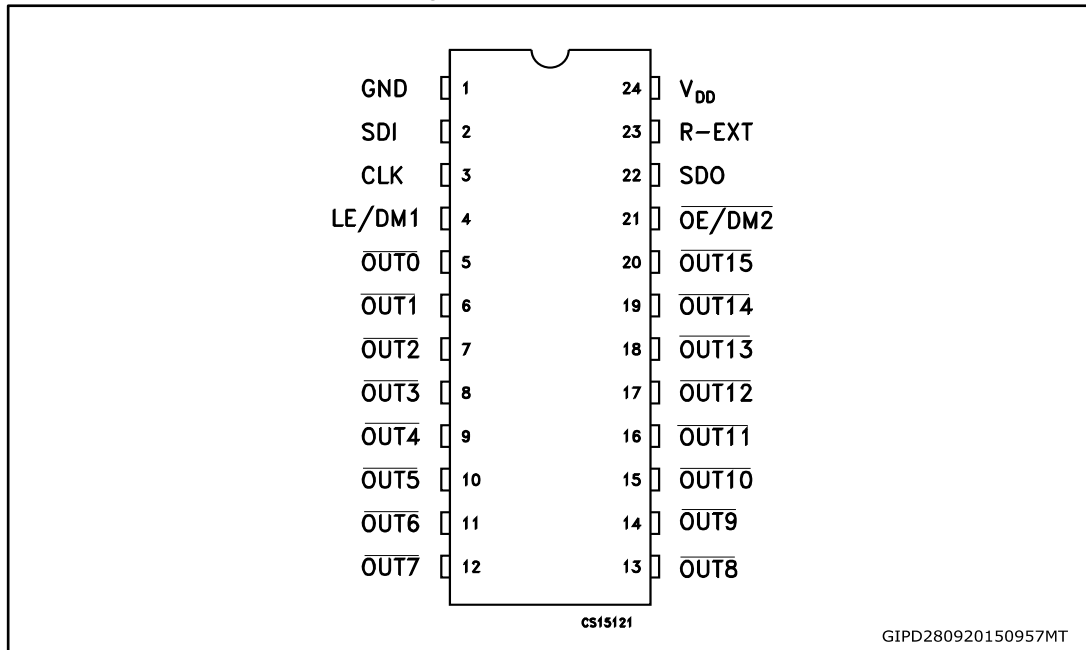 GND 1 24 VDD
SDI 2 23 R-EXT
CLK 3 22 SDO
LE/DM1 4 21 OE/DM2
OUT0 5 20 OUT15
OUT1 6 19 OUT14
OUT2 7 18 OUT13
OUT3 8 17 OUT12
OUT4 9 16 OUT11
OUT5 10 15 OUT10
OUT6 11 14 OUT9
OUT7 12 13 OUT8
CS15121
GIPD280920150957MT